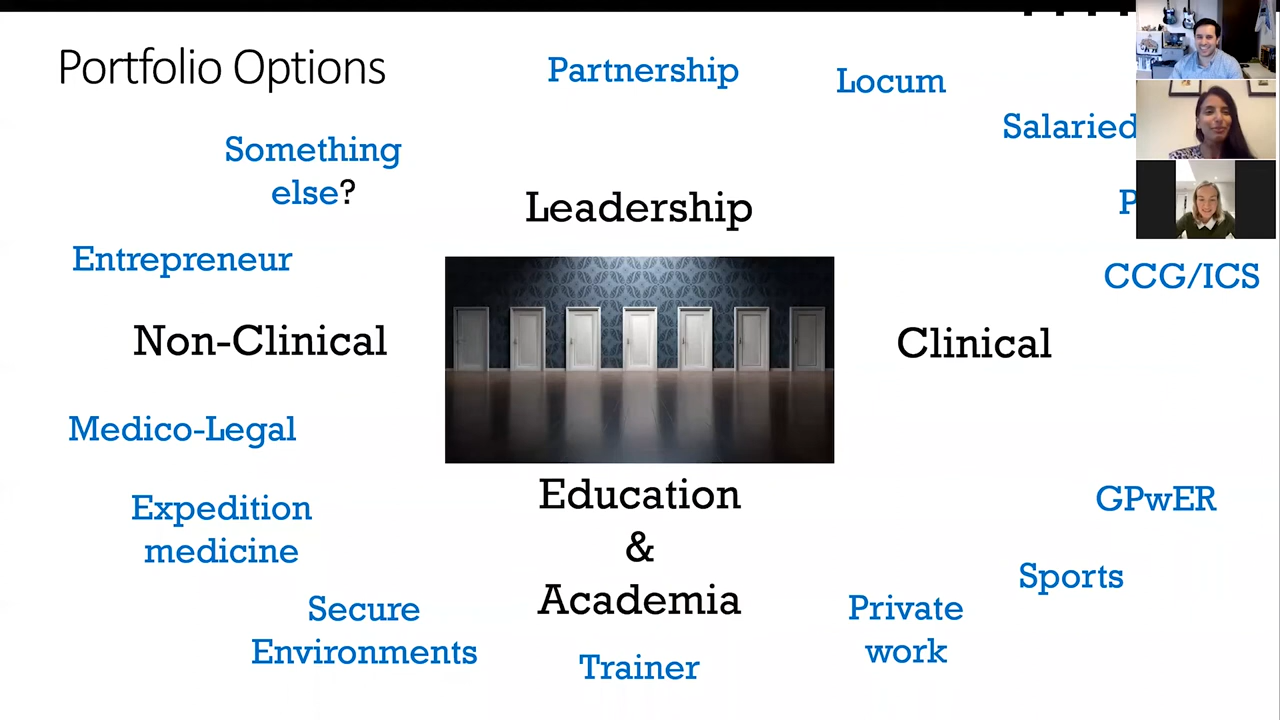 Portfolio Options
Partnership
Locum
Salaried
Something
else?
Leadership
Entrepreneur
CCG/ICS
Non-Clinical
Clinical
Medico-Legal
Education
&
Academia
GPwER
Expedition
medicine
Sports
Secure
Environments
Private
work
Trainer